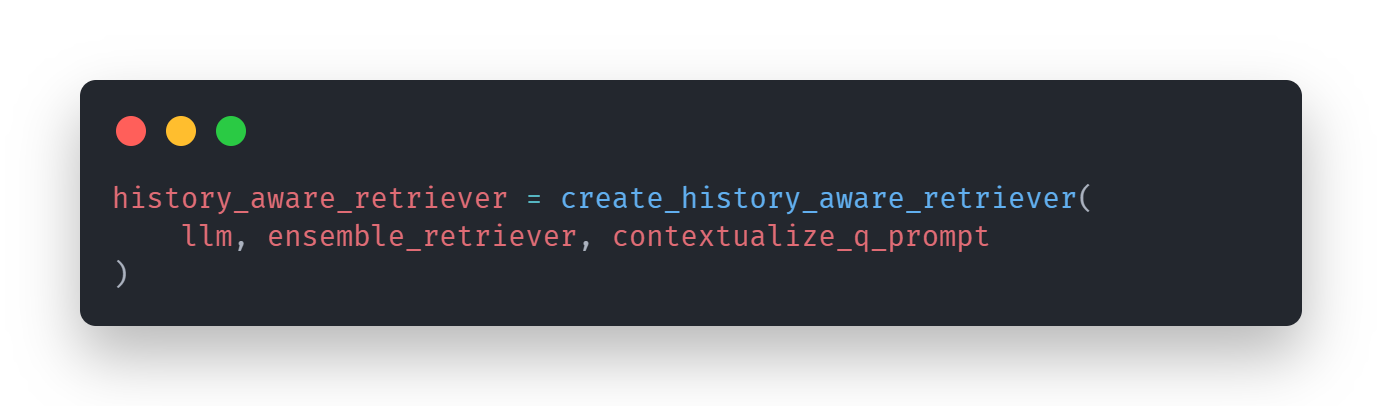 history_aware_retriever = create_history_aware_retriever(
    llm, ensemble_retriever, contextualize_q_prompt
)